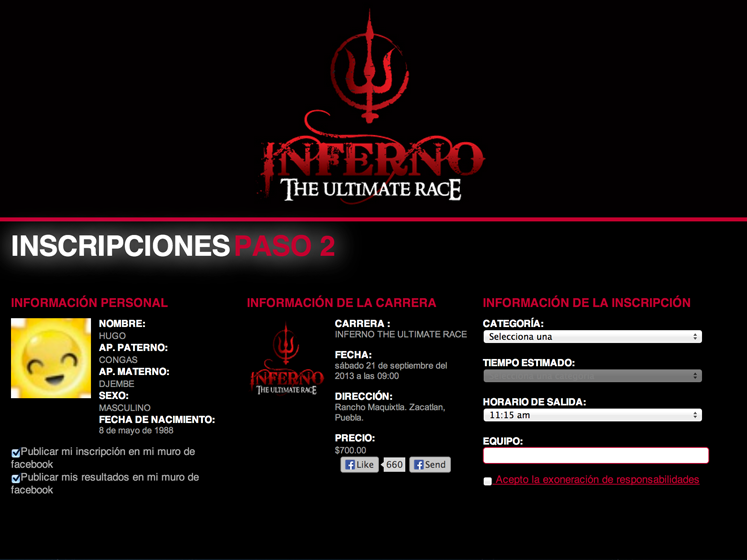 INFERNO
THE ULTIMATE RACE
INSCRIPCIONES PASO 2
INFORMACIÓN PERSONAL
NOMBRE:
HUGO
AP. PATERNO:
CONGAS
AP. MATERNO:
DJEMBE
SEXO:
MASCULINO
FECHA DE NACIMIENTO:
8 de mayo de 1988
Publicar mi inscripción en mi muro de
facebook
Publicar mis resultados en mi muro de
facebook
INFORMACIÓN DE LA CARRERA
INFERNO
THE ULTIMATE RACE
CARRERA :
INFERNO THE ULTIMATE RACE
FECHA:
sábado 21 de septiembre del
2013 a las 09:00
DIRECCIÓN:
Rancho Maquixtla. Zacatlan,
Puebla.
PRECIO:
$700.00
Like 660 Send
INFORMACIÓN DE LA INSCRIPCIÓN
CATEGORÍA:
Selecciona una
TIEMPO ESTIMADO:
HORARIO DE SALIDA:
11:15 am
EQUIPO:
Acepto la exoneración de responsabilidades